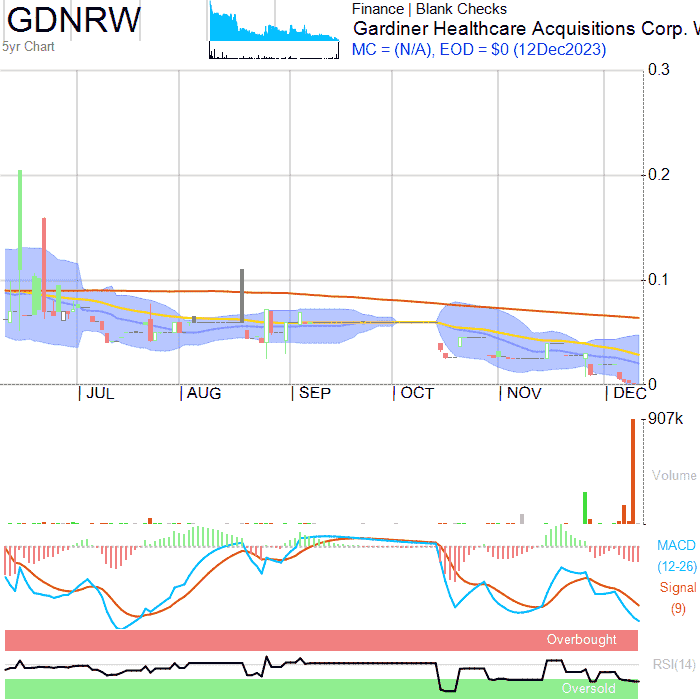 GDNRW
5yr Chart
Finance | Blank Checks
Gardiner Healthcare Acquisitions Corp. W
MC = (N/A), EOD = $0 (12Dec2023)
0.3
0.2
0.1
0
JUL
AUG
SEP
OCT
NOV
DEC
907k
Volume
MACD
(12-26)
Signal
(9)
Overbought
RSI(14)
Oversold